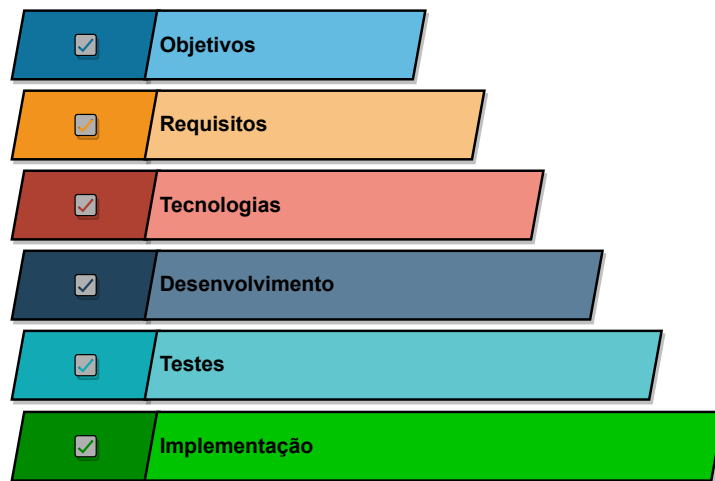 Objetivos
Requisitos
Tecnologias
Desenvolvimento
Testes
Implementação